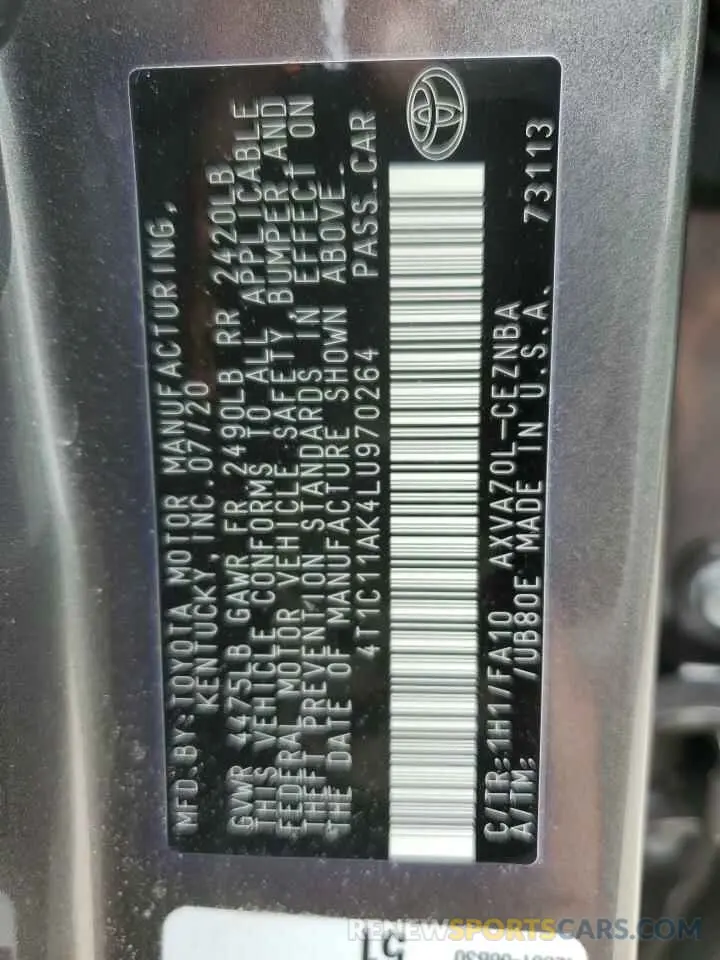 MFD.BY:TOYOTA MOTOR MANUFACTURING,
KENTUCKY,INC.07/20
GVWR 4475LB GAWR FR 2490LB RR 2420LB
THIS VEHICLE CONFORMS TO ALL APPLICABLE
FEDERAL MOTOR VEHICLE SAFETY, BUMPER,AND
THEFT PREVENTION STANDARDS IN EFFECT ON
THE DATE OF MANUFACTURE SHOWN ABOVE.
4T1C11AK4LU970264 PASS.CAR
C/TR:1H1/FA10 AXVA70L-CEZNBA
A/TM: /UB80E MADE IN U.S.A. 73113
51
RENEWSPORTSCARS.COM